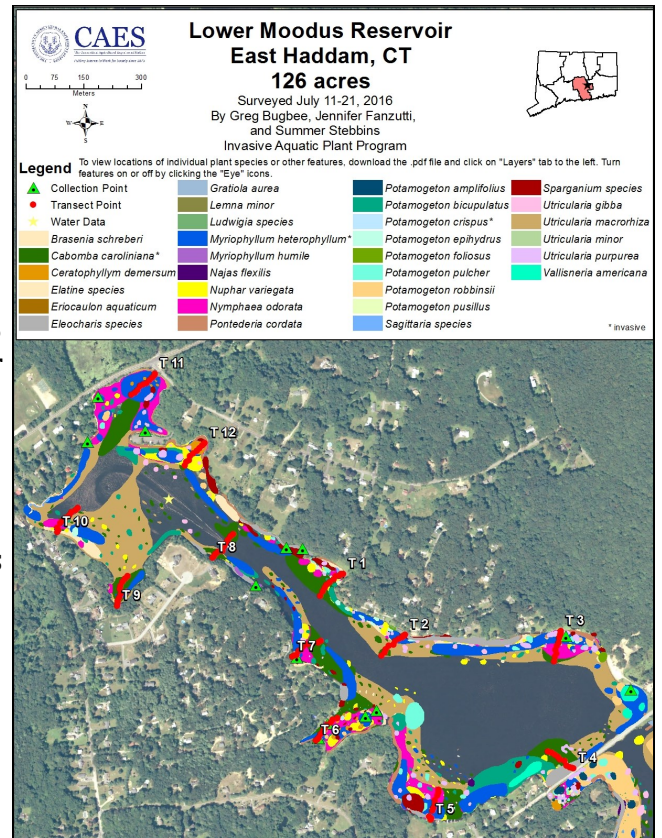 CAES
Lower Moodus Reservoir
East Haddam, CT
126 acres
Surveyed July 11-21, 2016
By Greg Bugbee, Jennifer Fanzutti,
and Summer Stebbins
Invasive Aquatic Plant Program
0 75 150 300
Meters
N
W E
S
Legend
To view locations of individual plant species or other features, download the .pdf file and click on "Layers" tab to the left. Turn
features on or off by clicking the "Eye" icons.
Collection Point
Transect Point
Water Data
Brasenia schreberi
Cabomba caroliniana*
Ceratophyllem demersum
Elatine species
Eriocaulon aquaticum
Eleocharis species
Gratiola aurea
Lemna minor
Ludwigia species
Myriophyllum heterophyllum*
Myriophyllum humile
Najas flexilis
Nuphar variegata
Nymphaea odorata
Pontederia cordata
Potamogeton amplifolius
Potamogeton bicupulatus
Potamogeton crispus*
Potamogeton epihydrus
Potamogeton foliosus
Potamogeton pulcher
Potamogeton robbinsii
Potamogeton pusillus
Sagittaria species
Sparganium species
Utricularia gibba
Utricularia macrorhiza
Utricularia minor
Utricularia purpurea
Vallisneria americana
* invasive
T 11
T 12
T 10
T 8
T 9
T 1
T 2
T 3
T 7
T 6
T 4
T 5